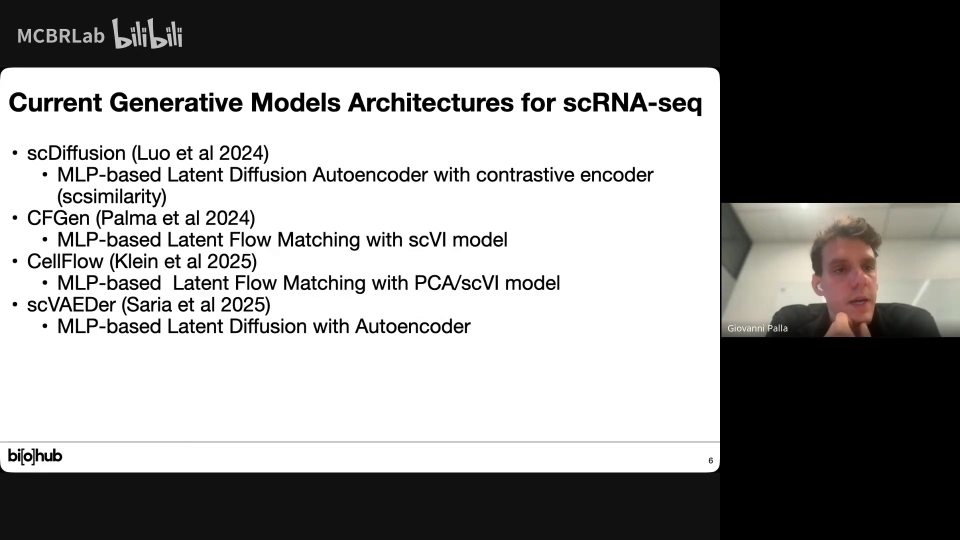 MCBRLab bilibili
Current Generative Models Architectures for scRNA-seq
• scDiffusion (Luo et al 2024)
• MLP-based Latent Diffusion Autoencoder with contrastive encoder
(scsimilarity)
• CFGen (Palma et al 2024)
• MLP-based Latent Flow Matching with scVI model
• CellFlow (Klein et al 2025)
• MLP-based  Latent Flow Matching with PCA/scVI model
• scVAEDer (Saria et al 2025)
• MLP-based Latent Diffusion with Autoencoder
Giovanni Palla
bi[o]hub
6